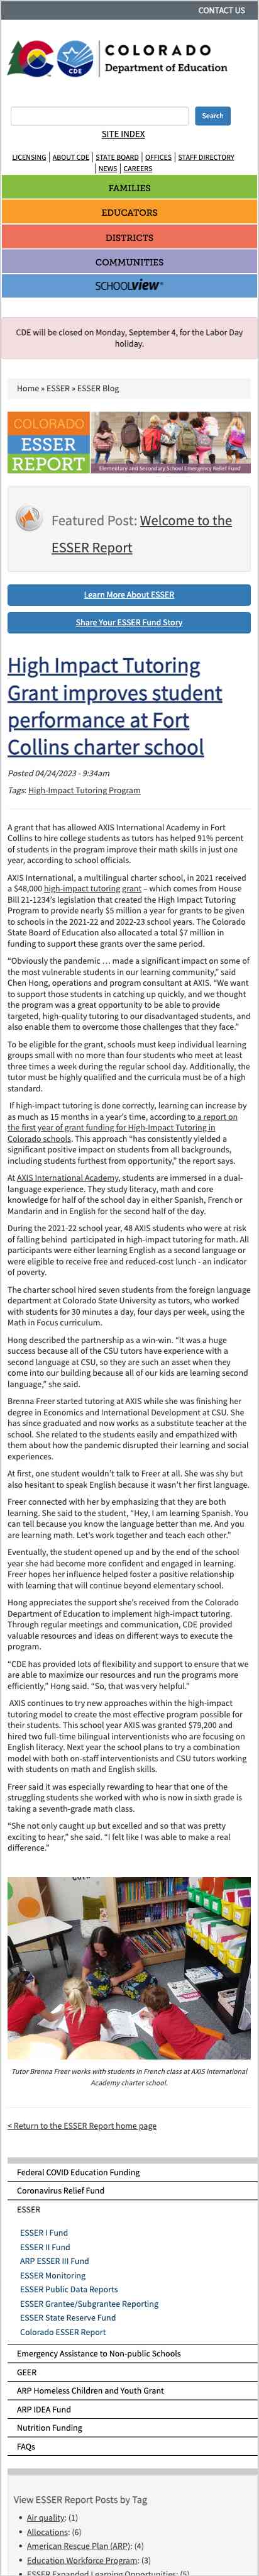 CONTACT US
COLORADO
Department of Education
CDE
Search
SITE INDEX
LICENSING | ABOUT CDE | STATE BOARD | OFFICES | STAFF DIRECTORY
| NEWS | CAREERS
FAMILIES
EDUCATORS
DISTRICTS
COMMUNITIES
SCHOOLVIEW
CDE will be closed on Monday, September 4, for the Labor Day
holiday.
Home » ESSER » ESSER Blog
COLORADO
ESSER
REPORT
Elementary and Secondary School Emergency Relief Fund
Featured Post: Welcome to the
ESSER Report
Learn More About ESSER
Share Your ESSER Fund Story
High Impact Tutoring
Grant improves student
performance at Fort
Collins charter school
Posted 04/24/2023 - 9:34am
Tags: High-Impact Tutoring Program
A grant that has allowed AXIS International Academy in Fort
Collins to hire college students as tutors has helped 91% percent
of students in the program improve their math skills in just one
year, according to school officials.
AXIS International, a multilingual charter school, in 2021 received
a $48,000 high-impact tutoring grant – which comes from House
Bill 21-1234's legislation that created the High Impact Tutoring
Program to provide nearly $5 million a year for grants to be given
to schools in the 2021-22 and 2022-23 school years. The Colorado
State Board of Education also allocated a total $7 million in
funding to support these grants over the same period.
“Obviously the pandemic … made a significant impact on some of
the most vulnerable students in our learning community,” said
Chen Hong, operations and program consultant at AXIS. “We want
to support those students in catching up quickly, and we thought
the program was a great opportunity to be able to provide
targeted, high-quality tutoring to our disadvantaged students, and
also enable them to overcome those challenges that they face.”
To be eligible for the grant, schools must keep individual learning
groups small with no more than four students who meet at least
three times a week during the regular school day. Additionally, the
tutor must be highly qualified and the curricula must be of a high
standard.
If high-impact tutoring is done correctly, learning can increase by
as much as 15 months in a year's time, according to a report on
the first year of grant funding for High-Impact Tutoring in
Colorado schools. This approach “has consistently yielded a
significant positive impact on students from all backgrounds,
including students furthest from opportunity,” the report says.
At AXIS International Academy, students are immersed in a dual-
language experience. They study literacy, math and core
knowledge for half of the school day in either Spanish, French or
Mandarin and in English for the second half of the day.
During the 2021-22 school year, 48 AXIS students who were at risk
of falling behind participated in high-impact tutoring for math. All
participants were either learning English as a second language or
were eligible to receive free and reduced-cost lunch - an indicator
of poverty.
The charter school hired seven students from the foreign language
department at Colorado State University as tutors, who worked
with students for 30 minutes a day, four days per week, using the
Math in Focus curriculum.
Hong described the partnership as a win-win. “It was a huge
success because all of the CSU tutors have experience with a
second language at CSU, so they are such an asset when they
come into our building because all of our kids are learning second
language,” she said.
Brenna Freer started tutoring at AXIS while she was finishing her
degree in Economics and International Development at CSU. She
has since graduated and now works as a substitute teacher at the
school. She related to the students easily and empathized with
them about how the pandemic disrupted their learning and social
experiences.
At first, one student wouldn't talk to Freer at all. She was shy but
also hesitant to speak English because it wasn't her first language.
Freer connected with her by emphasizing that they are both
learning. She said to the student, “Hey, I am learning Spanish. You
can tell because you know the language better than me. And you
are learning math. Let's work together and teach each other.”
Eventually, the student opened up and by the end of the school
year she had become more confident and engaged in learning.
Freer hopes her influence helped foster a positive relationship
with learning that will continue beyond elementary school.
Hong appreciates the support she's received from the Colorado
Department of Education to implement high-impact tutoring.
Through regular meetings and communication, CDE provided
valuable resources and ideas on different ways to execute the
program.
“CDE has provided lots of flexibility and support to ensure that we
are able to maximize our resources and run the programs more
efficiently,” Hong said. “So, that was very helpful.”
AXIS continues to try new approaches within the high-impact
tutoring model to create the most effective program possible for
their students. This school year AXIS was granted $79,200 and
hired two full-time bilingual interventionists who are focusing on
English literacy. Next year the school plans to try a combination
model with both on-staff interventionists and CSU tutors working
with students on math and English skills.
Freer said it was especially rewarding to hear that one of the
struggling students she worked with who is now in sixth grade is
taking a seventh-grade math class.
“She not only caught up but excelled and so that was pretty
exciting to hear,” she said. “I felt like I was able to make a real
difference.”
Tutor Brenna Freer works with students in French class at AXIS International
Academy charter school.
< Return to the ESSER Report home page
Federal COVID Education Funding
Coronavirus Relief Fund
ESSER
ESSER I Fund
ESSER II Fund
ARP ESSER III Fund
ESSER Monitoring
ESSER Public Data Reports
ESSER Grantee/Subgrantee Reporting
ESSER State Reserve Fund
Colorado ESSER Report
Emergency Assistance to Non-public Schools
GEER
ARP Homeless Children and Youth Grant
ARP IDEA Fund
Nutrition Funding
FAQs
View ESSER Report Posts by Tag
Air quality: (1)
Allocations: (6)
American Rescue Plan (ARP): (4)
Education Workforce Program: (3)
ESSER Expanded Learning Opportunities: (5)